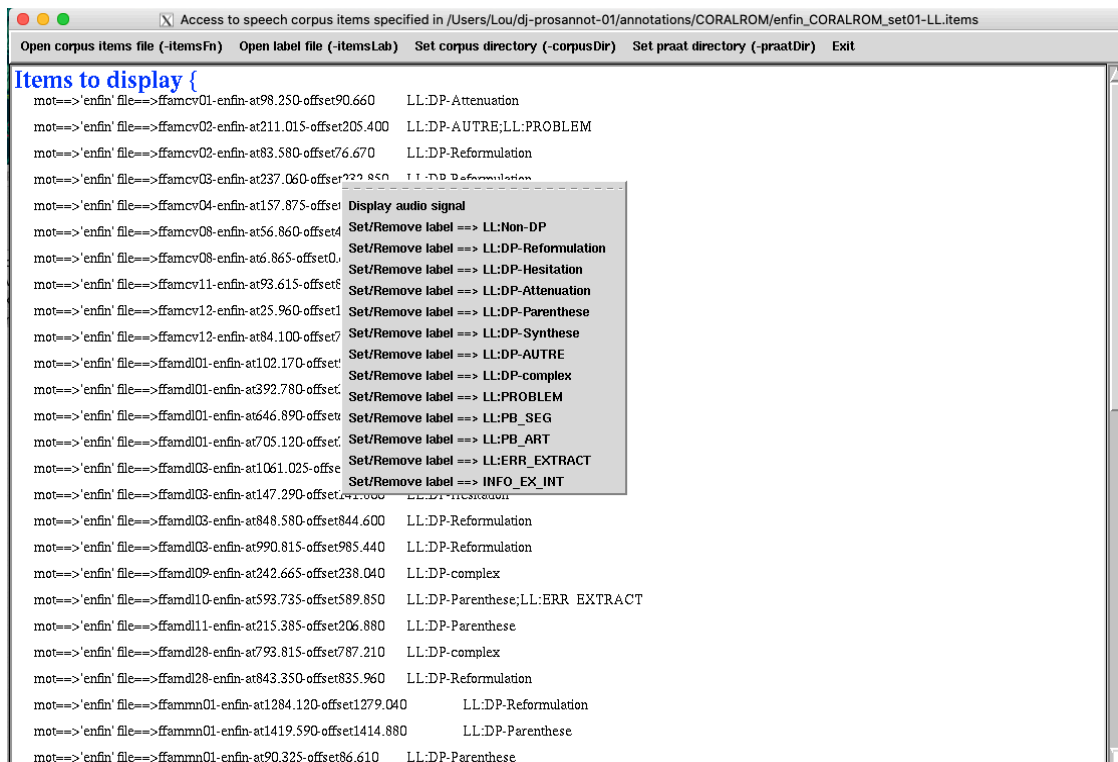 Access to speech corpus items specified in /Users/Lou/dj-prosannot-01/annotations/CORALROM/enfin_CORALROM_set01-LL.items
Open corpus items file (-itemsFn) Open label file (-itemsLab) Set corpus directory (-corpusDir) Set praat directory (-praatDir) Exit
Items to display {
mot==>'enfin' file==>ffamcv01-enfin-at98.250-offset90.660 LL:DP-Attenuation
mot==>'enfin' file==>ffamcv02-enfin-at211.015-offset205.400 LL:DP-AUTRE;LL:PROBLEM
mot==>'enfin' file==>ffamcv02-enfin-at83.580-offset76.670 LL:DP-Reformulation
mot==>'enfin' file==>ffamcv03-enfin-at237.060-offset232.850 LL:DP-Reformulation
mot==>'enfin' file==>ffamcv04-enfin-at157.875-offset
mot==>'enfin' file==>ffamcv08-enfin-at56.860-offset4
mot==>'enfin' file==>ffamcv08-enfin-at6.865-offset0.
mot==>'enfin' file==>ffamcv11-enfin-at93.615-offset8
mot==>'enfin' file==>ffamcv12-enfin-at25.960-offset1
mot==>'enfin' file==>ffamcv12-enfin-at84.100-offset7
mot==>'enfin' file==>ffamdl01-enfin-at102.170-offset
mot==>'enfin' file==>ffamdl01-enfin-at392.780-offset
mot==>'enfin' file==>ffamdl01-enfin-at646.890-offset
mot==>'enfin' file==>ffamdl01-enfin-at705.120-offset
mot==>'enfin' file==>ffamdl03-enfin-at1061.025-offse
mot==>'enfin' file==>ffamdl03-enfin-at147.290-offset141.800 LL:DP-Hesitation
mot==>'enfin' file==>ffamdl03-enfin-at848.580-offset844.600 LL:DP-Reformulation
mot==>'enfin' file==>ffamdl03-enfin-at990.815-offset985.440 LL:DP-Reformulation
mot==>'enfin' file==>ffamdl09-enfin-at242.665-offset238.040 LL:DP-complex
mot==>'enfin' file==>ffamdl10-enfin-at593.735-offset589.850 LL:DP-Parenthese;LL:ERR_EXTRACT
mot==>'enfin' file==>ffamdl11-enfin-at215.385-offset206.880 LL:DP-Parenthese
mot==>'enfin' file==>ffamdl28-enfin-at793.815-offset787.210 LL:DP-complex
mot==>'enfin' file==>ffamdl28-enfin-at843.350-offset835.960 LL:DP-Reformulation
mot==>'enfin' file==>ffammn01-enfin-at1284.120-offset1279.040 LL:DP-Reformulation
mot==>'enfin' file==>ffammn01-enfin-at1419.590-offset1414.880 LL:DP-Parenthese
mot==>'enfin' file==>ffammn01-enfin-at90.325-offset86.610 LL:DP-Parenthese
Display audio signal
Set/Remove label ==> LL:Non-DP
Set/Remove label ==> LL:DP-Reformulation
Set/Remove label ==> LL:DP-Hesitation
Set/Remove label ==> LL:DP-Attenuation
Set/Remove label ==> LL:DP-Parenthese
Set/Remove label ==> LL:DP-Synthese
Set/Remove label ==> LL:DP-AUTRE
Set/Remove label ==> LL:DP-complex
Set/Remove label ==> LL:PROBLEM
Set/Remove label ==> LL:PB_SEG
Set/Remove label ==> LL:PB_ART
Set/Remove label ==> LL:ERR_EXTRACT
Set/Remove label ==> INFO_EX_INT